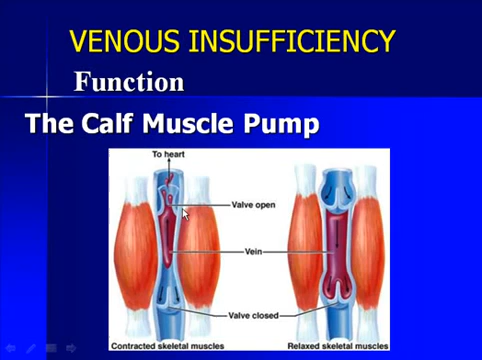 VENOUS INSUFFICIENCY
Function
The Calf Muscle Pump
To heart
Valve open
Vein
Valve closed
Contracted skeletal muscles
Relaxed skeletal muscles